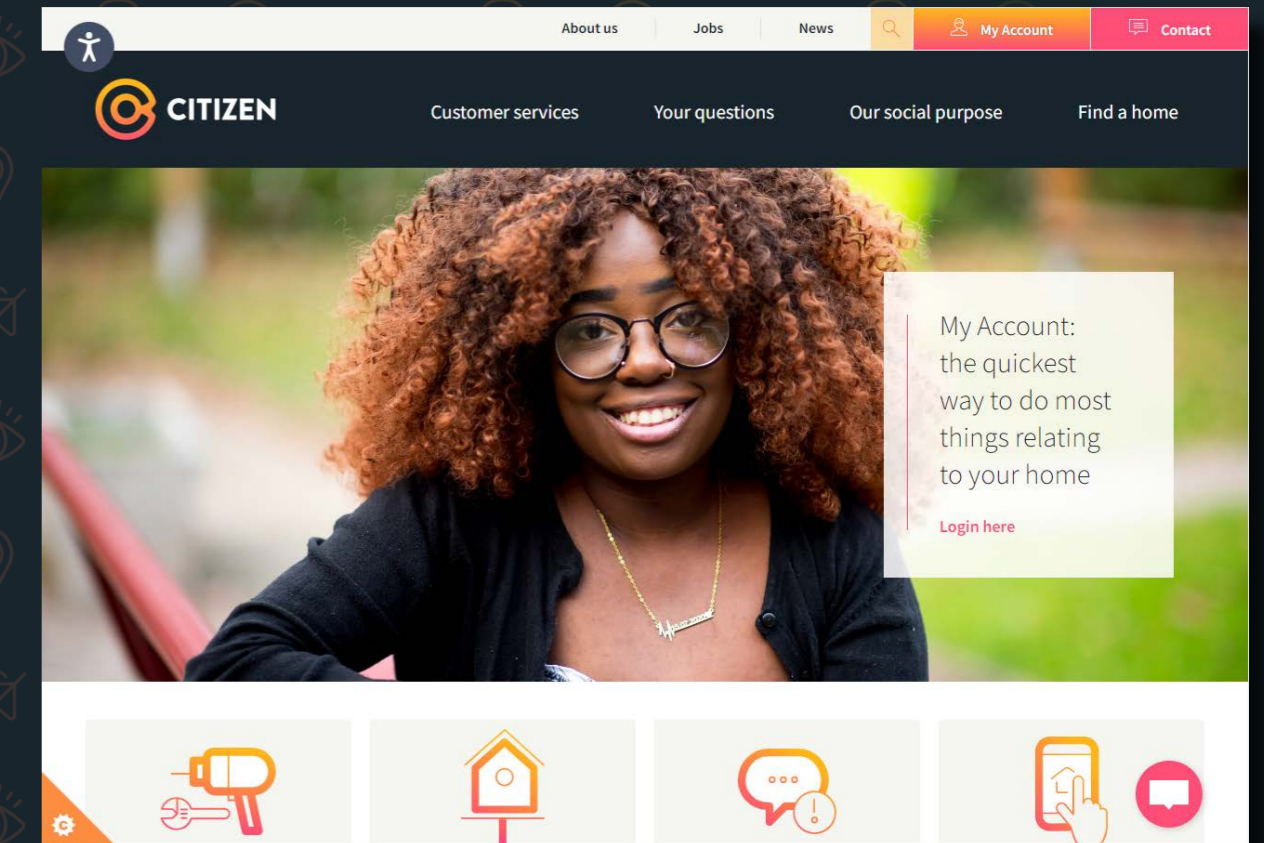 About us
Jobs
News
My Account
Contact
CITIZEN
Customer services
Your questions
Our social purpose
Find a home
My Account:
the quickest
way to do most
things relating
to your home
Login here